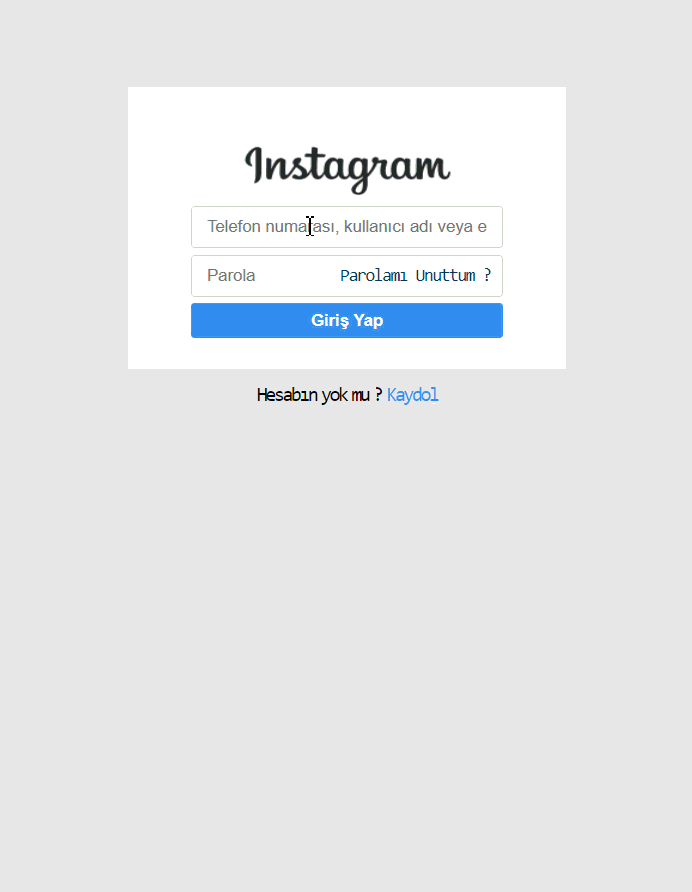 Instagram
Telefon numarası, kullanıcı adı veya e
Parola
Parolamı Unuttum ?
Giriş Yap
Hesabın yok mu ? Kaydol